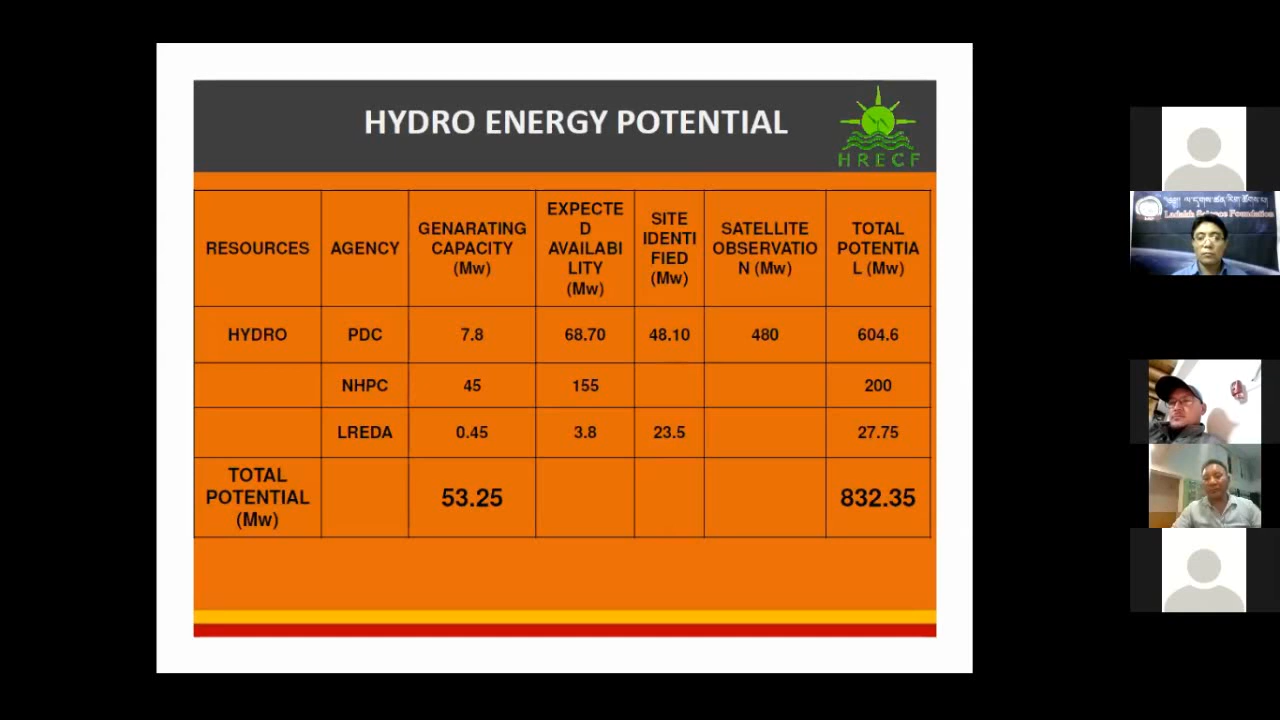 HYDRO ENERGY POTENTIAL
HRECF
RESOURCES
AGENCY
GENARATING
CAPACITY
(Mw)
EXPECTE
D
AVAILABI
LITY
(Mw)
SITE
IDENTI
FIED
(Mw)
SATELLITE
OBSERVATIO
N (Mw)
TOTAL
POTENTIA
L (Mw)
HYDRO
PDC
7.8
68.70
48.10
480
604.6
NHPC
45
155
200
LREDA
0.45
3.8
23.5
27.75
TOTAL
POTENTIAL
(Mw)
53.25
832.35
Ladakh Science Foundation